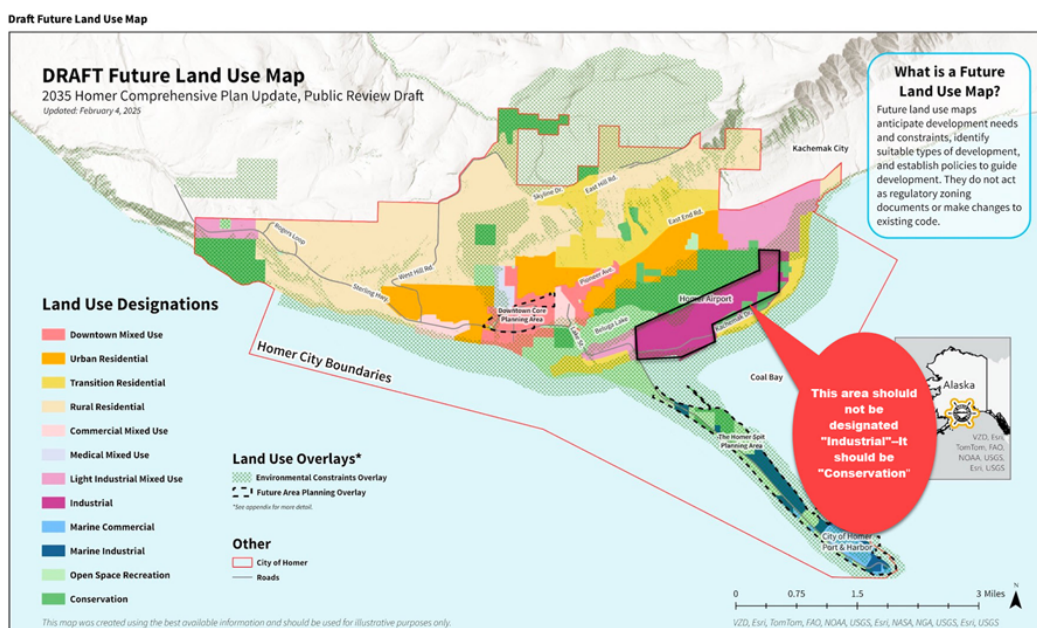 Draft Future Land Use Map
DRAFT Future Land Use Map
2035 Homer Comprehensive Plan Update, Public Review Draft
Updated: February 4, 2025
What is a Future
Land Use Map?
Future land use maps
anticipate development needs
and constraints, identify
suitable types of development,
and establish policies to guide
development. They do not act
as regulatory zoning
documents or make changes to
existing code.
Kachemak City
Skyline Dr.
East Hill Rd.
East End Rd.
Rogers Loop
West Hill Rd.
Sterling Hwy.
Pioneer Ave.
Homer Airport
Downtown Core
Planning Area
Beluga Lake
Lake St.
Kachemak Dr.
Homer City Boundaries
Coal Bay
The Homer Spit
Planning Area
City of Homer
Port & Harbor
This area sholuld
not be
designated
"Industrial"--It
should be
"Conservation"
Alaska
VZD, Esri,
TomTom, FAO,
NOAA, USGS,
Esri, USGS
Land Use Designations
Downtown Mixed Use
Urban Residential
Transition Residential
Rural Residential
Commercial Mixed Use
Medical Mixed Use
Light Industrial Mixed Use
Industrial
Marine Commercial
Marine Industrial
Open Space Recreation
Conservation
Land Use Overlays*
Environmental Constraints Overlay
Future Area Planning Overlay
*See appendix for more detail.
Other
City of Homer
Roads
0 0.75 1.5 3 Miles
N
This map was created using the best available information and should be used for illustrative purposes only.
VZD, Esri, TomTom, FAO, NOAA, USGS, Esri, NASA, NGA, USGS, Esri, USGS